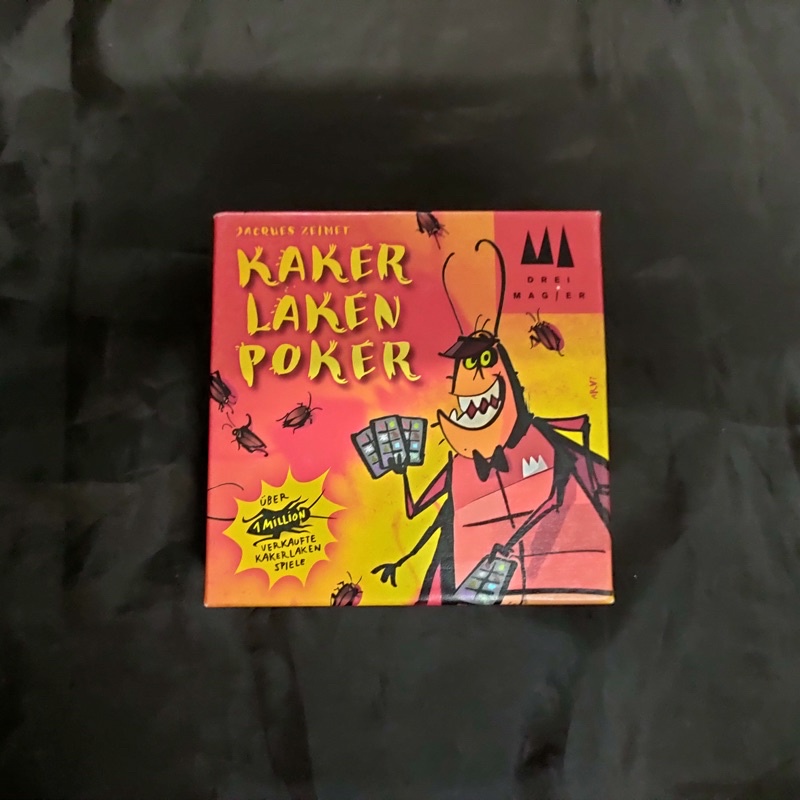 JACQUES ZEIMET
KAKER
LAKEN
POKER
DREI
MAGIER
ÜBER
1 MILLION
VERKAUFTE
KAKERLAKEN
SPIELE